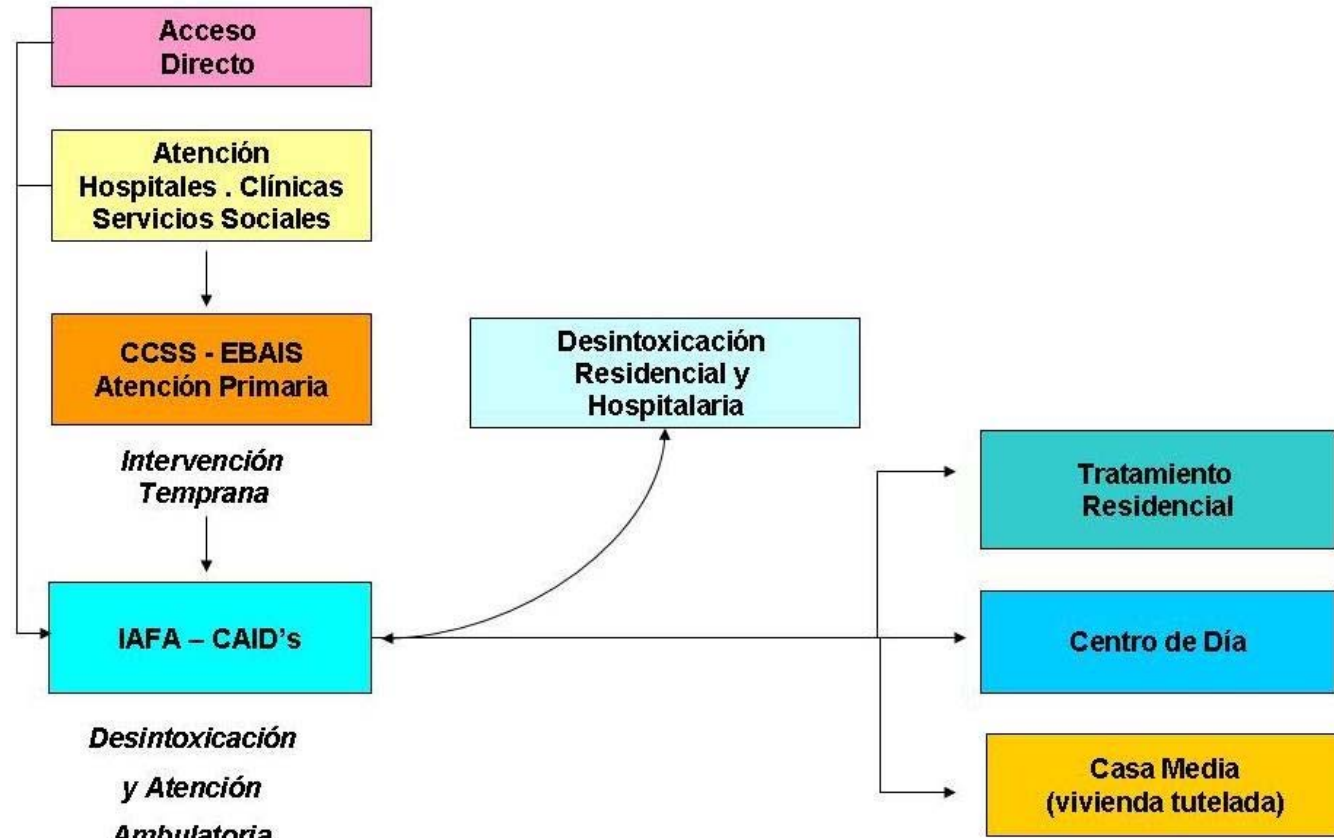 Acceso
Directo
Atención
Hospitales . Clínicas
Servicios Sociales
CCSS - EBAIS
Atención Primaria
Intervención
Temprana
IAFA – CAID's
Desintoxicación
y Atención
Ambulatoria
Desintoxicación
Residencial y
Hospitalaria
Tratamiento
Residencial
Centro de Día
Casa Media
(vivienda tutelada)